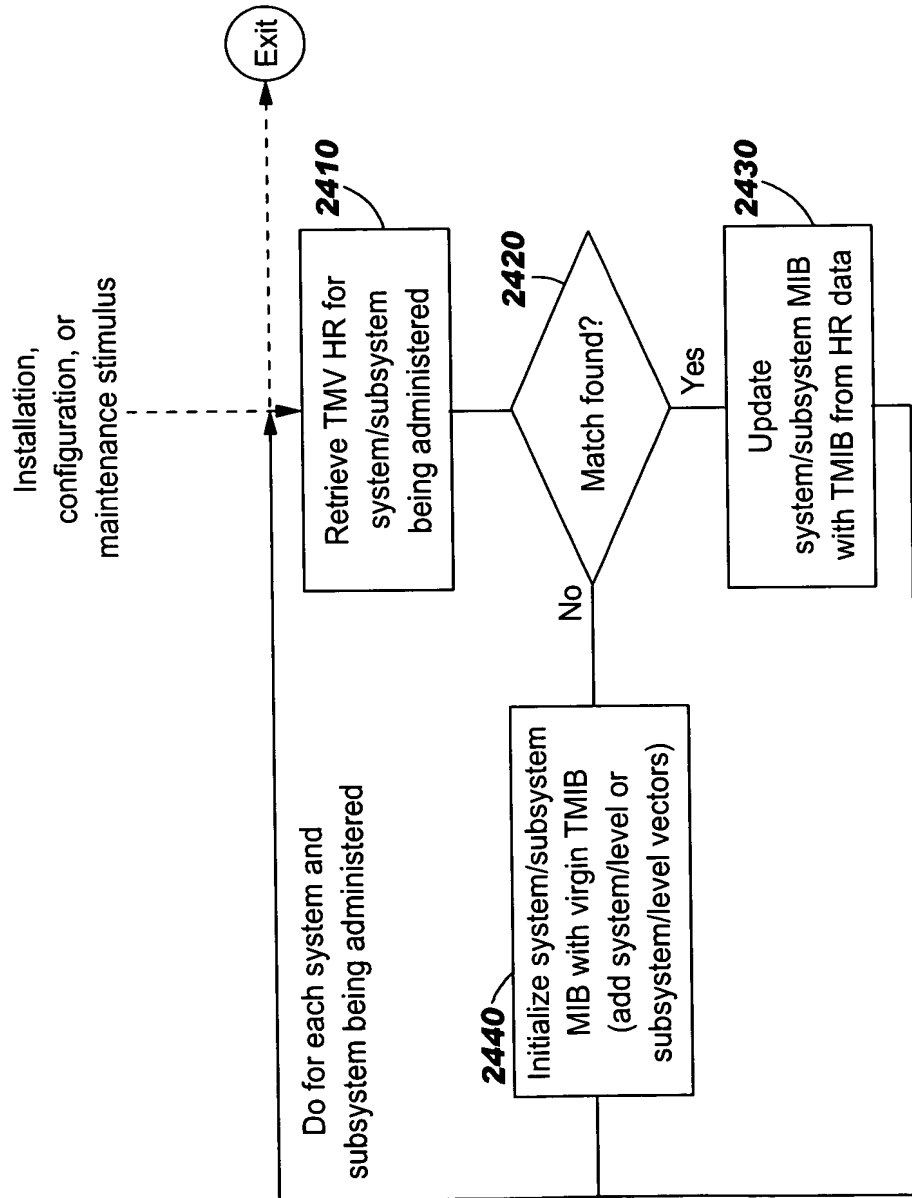 Installation,
configuration, or
maintenance stimulus
Exit
Do for each system and
subsystem being administered
2410
Retrieve TMV HR for
system/subsystem
being administered
2420
Match found?
No
Yes
2440
Initialize system/subsystem
MIB with virgin TMIB
(add system/level or
subsystem/level vectors)
2430
Update
system/subsystem MIB
with TMIB from HR data